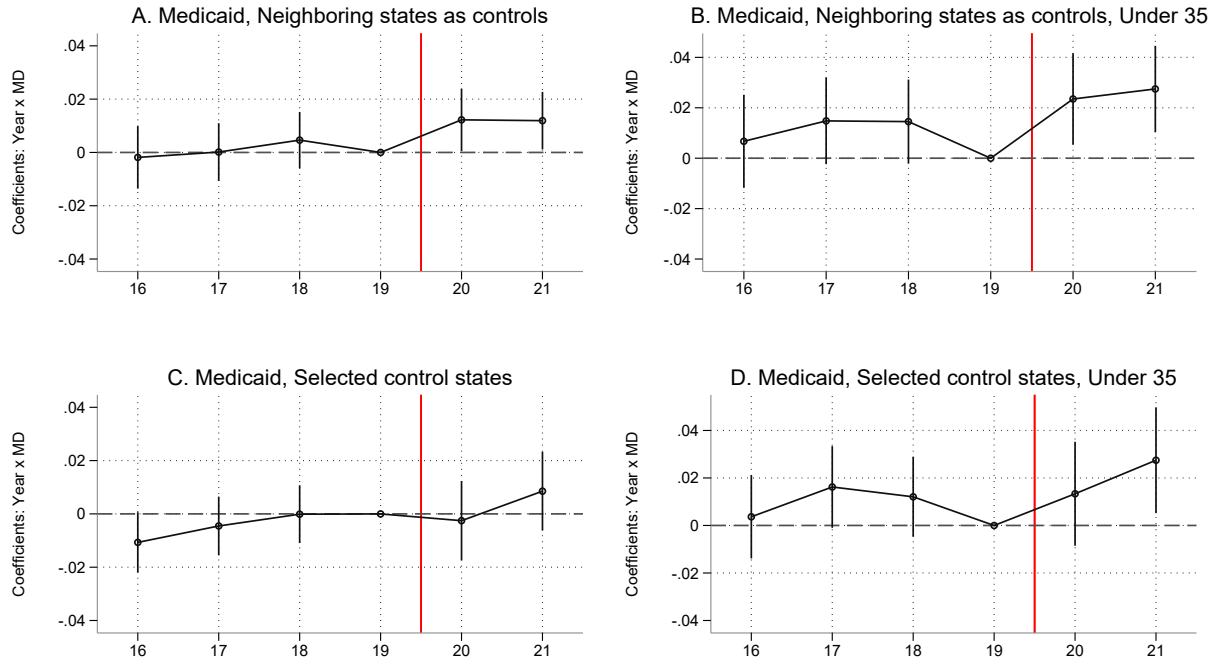 A. Medicaid, Neighboring states as controls
Coefficients: Year x MD
.04
.02
0
-.02
-.04
16 17 18 19 20 21
B. Medicaid, Neighboring states as controls, Under 35
Coefficients: Year x MD
.04
.02
0
-.02
-.04
16 17 18 19 20 21
C. Medicaid, Selected control states
Coefficients: Year x MD
.04
.02
0
-.02
-.04
16 17 18 19 20 21
D. Medicaid, Selected control states, Under 35
Coefficients: Year x MD
.04
.02
0
-.02
-.04
16 17 18 19 20 21